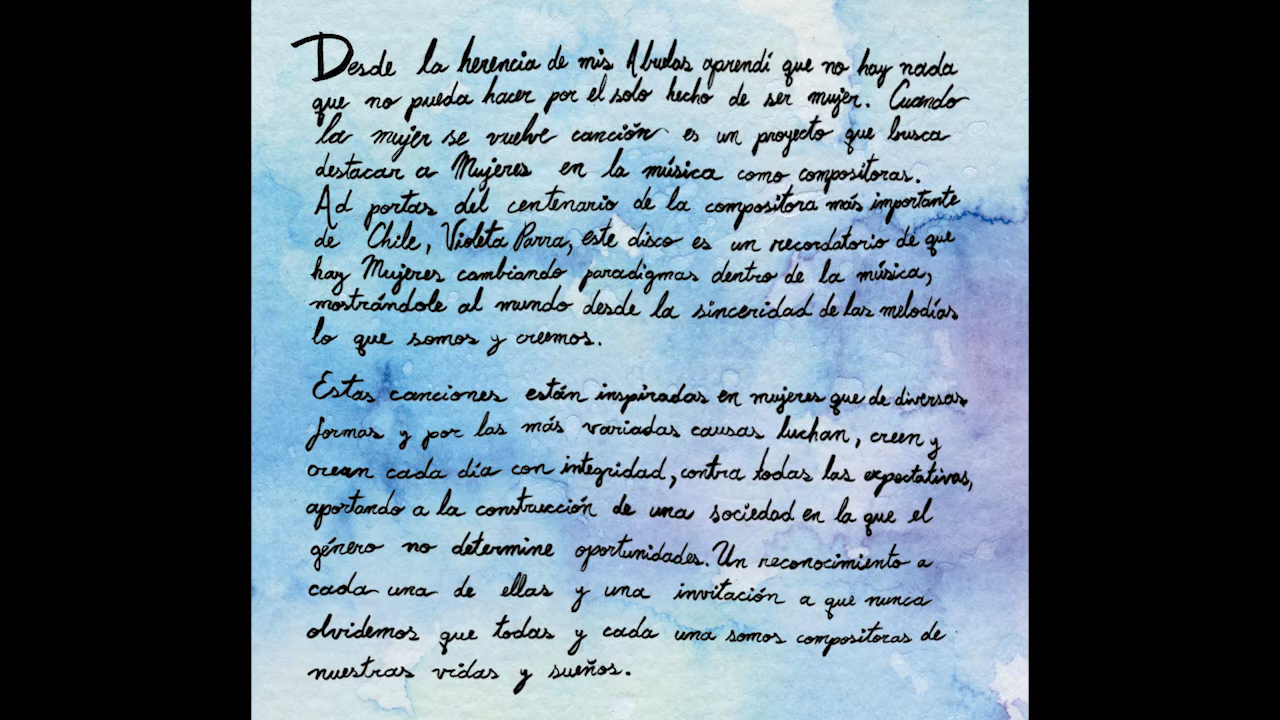 Desde la herencia de mis Abuelas aprendí que no hay nada
que no pueda hacer por el solo hecho de ser mujer. Cuando
la mujer se vuelve canción es un proyecto que busca
destacar a Mujeres en la música como compositoras.
Ad portas del centenario de la compositora más importante
de Chile, Violeta Parra, este disco es un recordatorio de que
hay Mujeres cambiando paradigmas dentro de la música,
mostrándole al mundo desde la sinceridad de las melodías
lo que somos y creemos.
Estas canciones están inspiradas en mujeres que de diversas
formas y por las más variadas causas luchan, creen y
crean cada día con integridad, contra todas las expectativas,
aportando a la construcción de una sociedad en la que el
género no determine oportunidades. Un reconocimiento a
cada una de ellas y una invitación a que nunca
olvidemos que todas y cada una somos compositoras de
nuestras vidas y sueños.